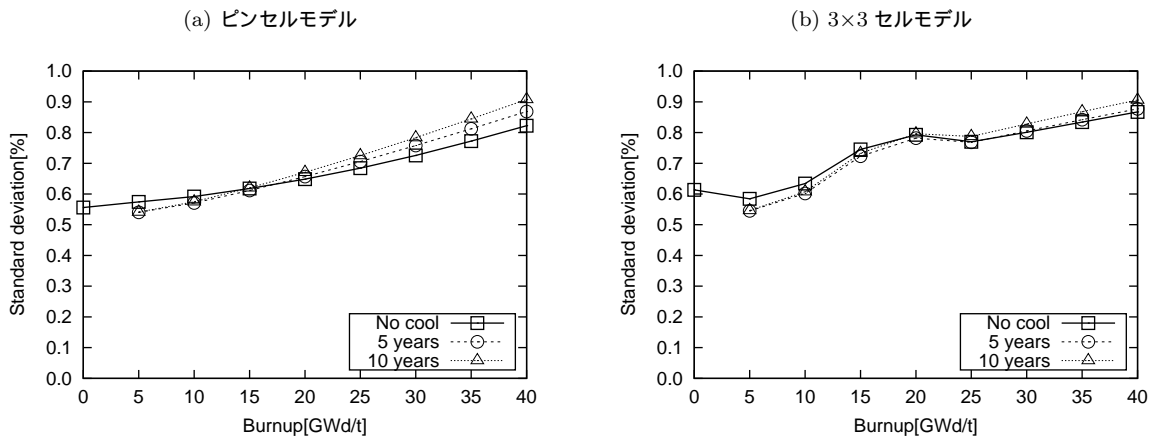 (a) ピンセルモデル
1.0
0.9
0.8
0.7
0.6
0.5
0.4
0.3
0.2
0.1
0.0
Standard deviation[%]
No cool
5 years
10 years
0 5 10 15 20 25 30 35 40
Burnup[GWd/t]
(b) 3×3 セルモデル
1.0
0.9
0.8
0.7
0.6
0.5
0.4
0.3
0.2
0.1
0.0
Standard deviation[%]
No cool
5 years
10 years
0 5 10 15 20 25 30 35 40
Burnup[GWd/t]